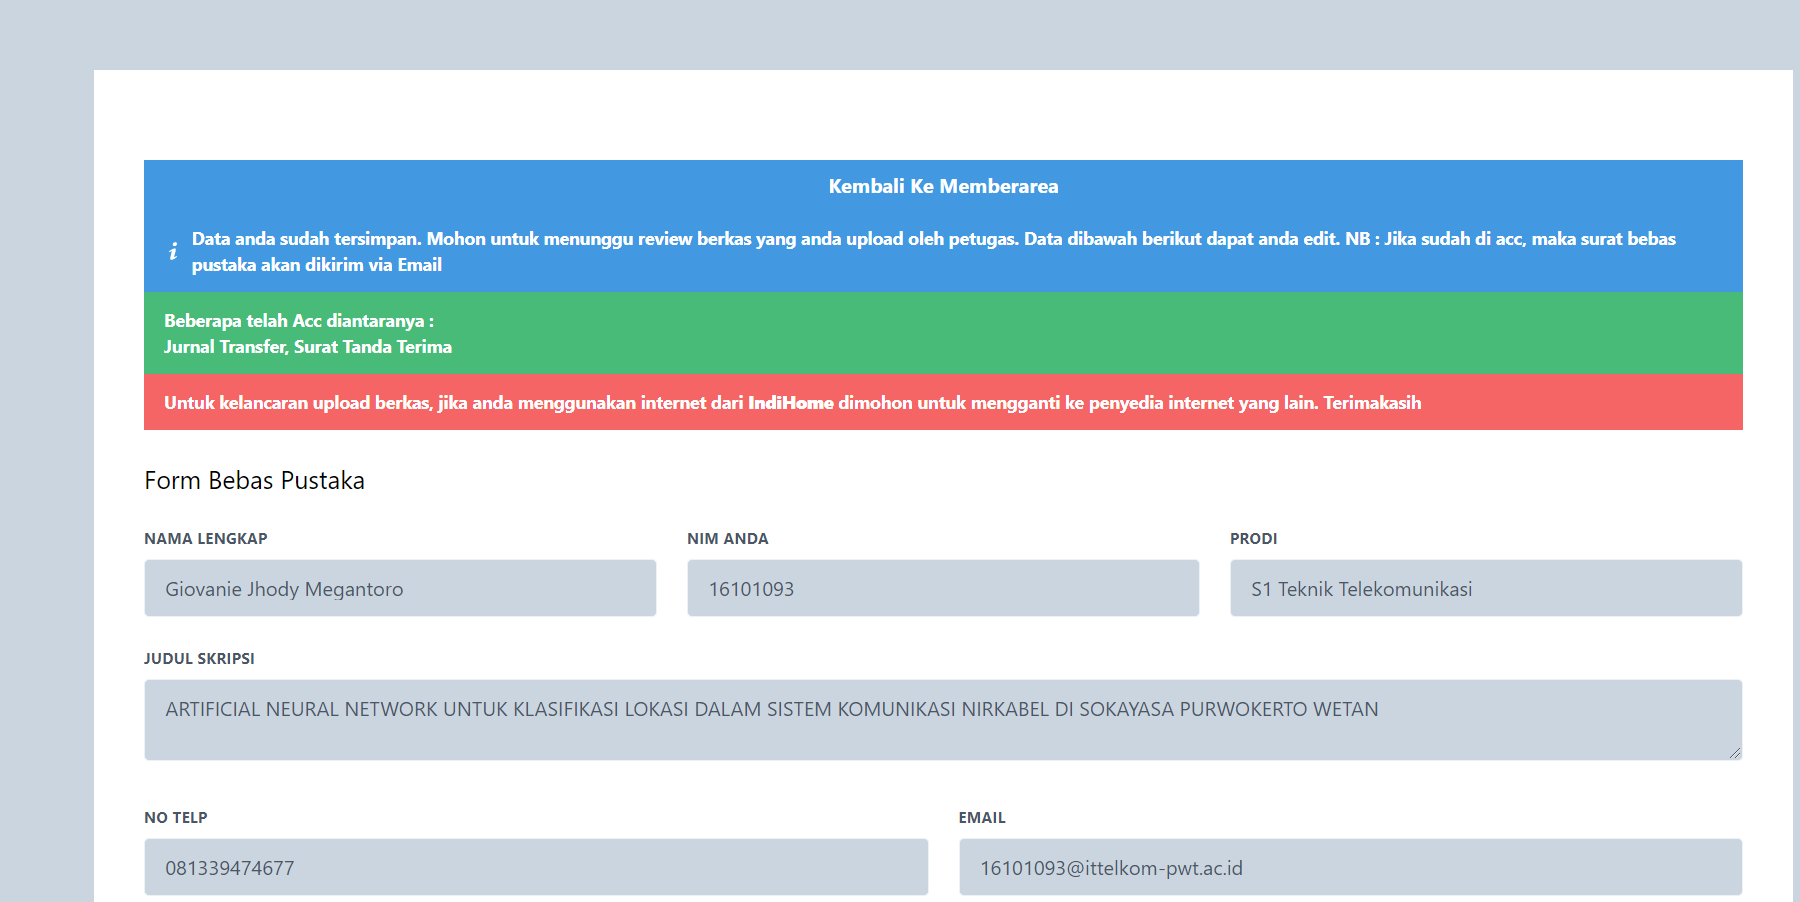 Kembali Ke Memberarea
i Data anda sudah tersimpan. Mohon untuk menunggu review berkas yang anda upload oleh petugas. Data dibawah berikut dapat anda edit. NB : Jika sudah di acc, maka surat bebas
pustaka akan dikirim via Email
Beberapa telah Acc diantaranya :
Jurnal Transfer, Surat Tanda Terima
Untuk kelancaran upload berkas, jika anda menggunakan internet dari IndiHome dimohon untuk mengganti ke penyedia internet yang lain. Terimakasih
Form Bebas Pustaka
NAMA LENGKAP
Giovanie Jhody Megantoro
NIM ANDA
16101093
PRODI
S1 Teknik Telekomunikasi
JUDUL SKRIPSI
ARTIFICIAL NEURAL NETWORK UNTUK KLASIFIKASI LOKASI DALAM SISTEM KOMUNIKASI NIRKABEL DI SOKAYASA PURWOKERTO WETAN
NO TELP
081339474677
EMAIL
16101093@ittelkom-pwt.ac.id